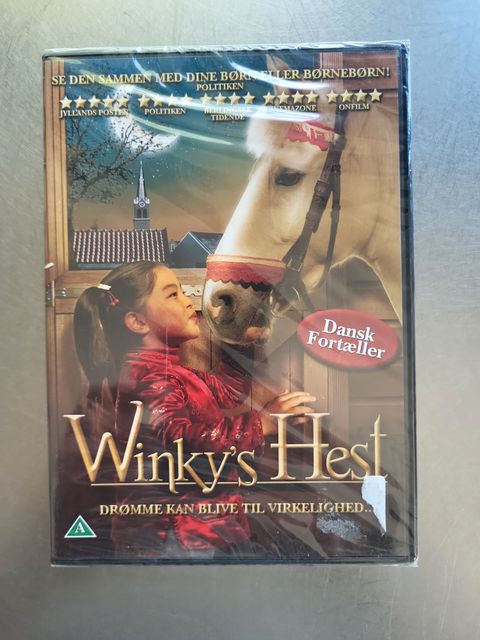 SE DEN SAMMEN MED DINE BØRN ELLER BØRNEBØRN!
POLITIKEN
JYLLANDS POSTEN
POLITIKEN
BERLINGSKE TIDENDE
CINEMAZONE
ONFILM
Dansk
Fortæller
Winky's Hest
DRØMME KAN BLIVE TIL VIRKELIGHED...
A